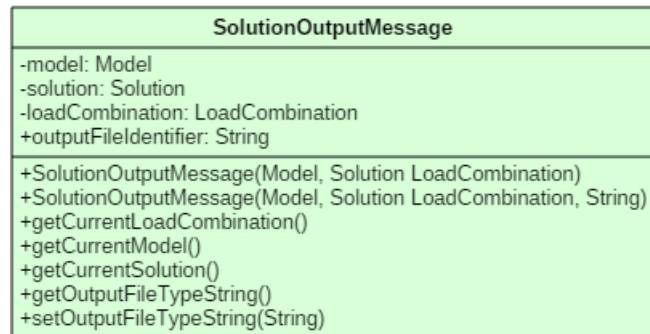 SolutionOutputMessage
-model: Model
-solution: Solution
-loadCombination: LoadCombination
+outputFileIdentifier: String
+SolutionOutputMessage(Model, Solution LoadCombination)
+SolutionOutputMessage(Model, Solution LoadCombination, String)
+getCurrentLoadCombination()
+getCurrentModel()
+getCurrentSolution()
+getOutputFileTypeString()
+setOutputFileTypeString(String)